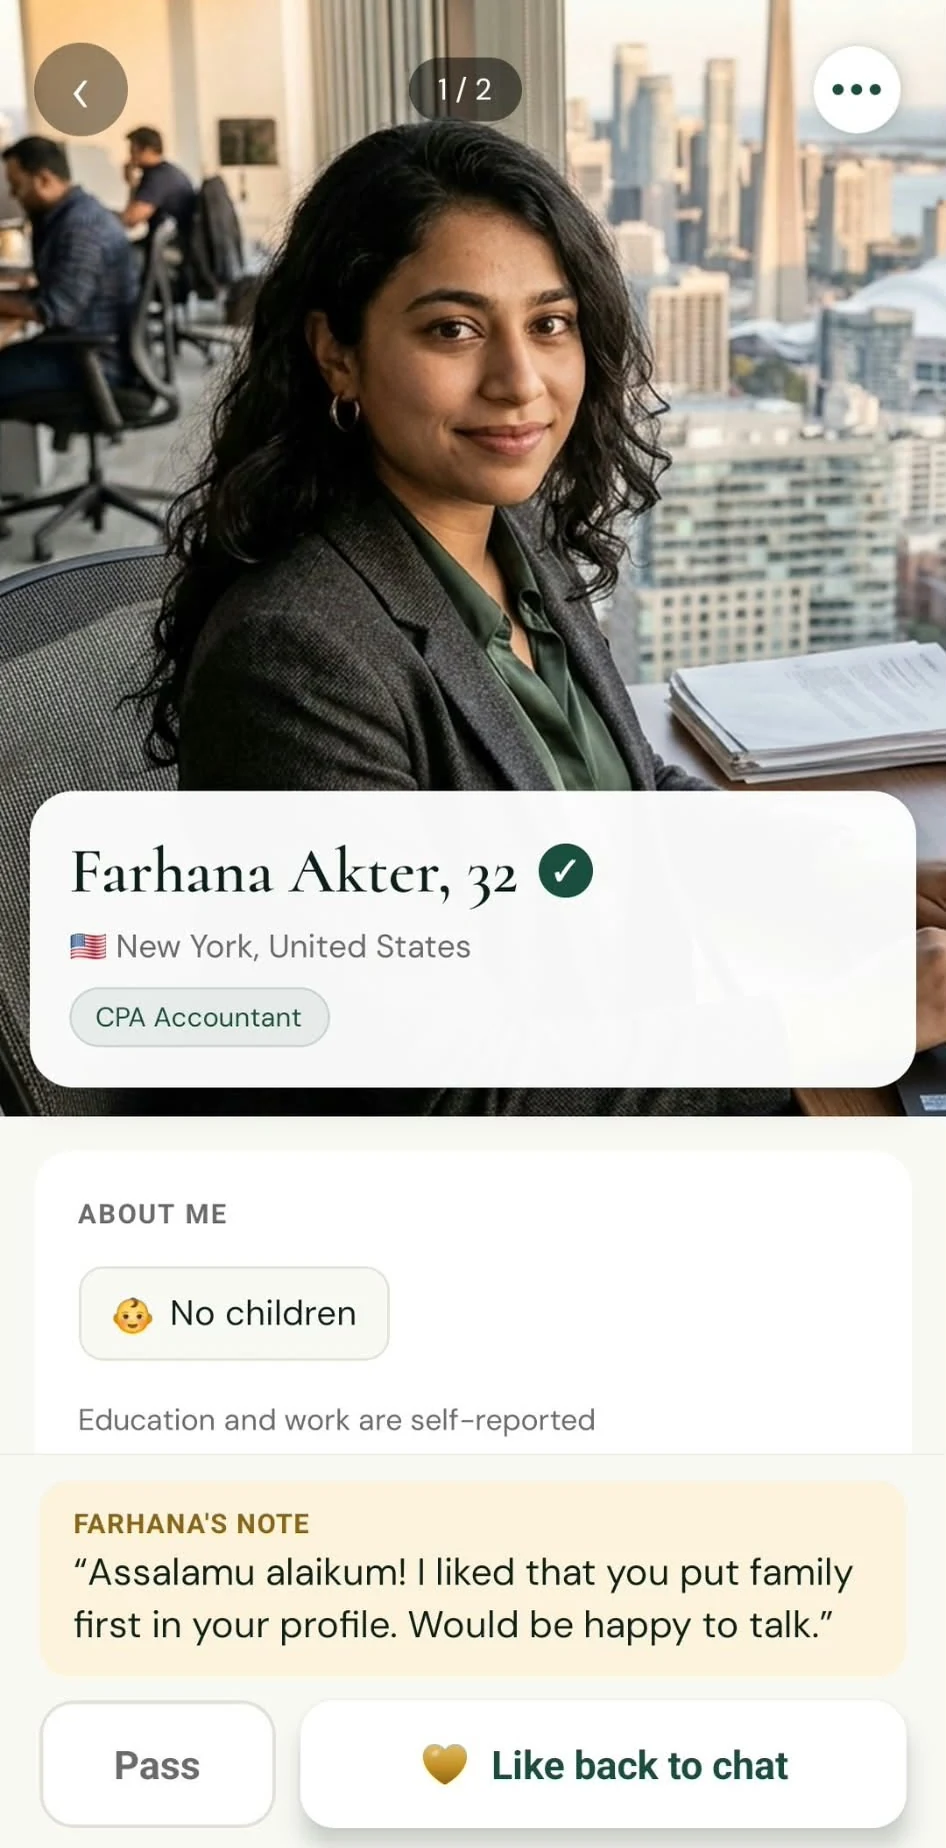 1 / 2
Farhana Akter, 32
New York, United States
CPA Accountant
ABOUT ME
No children
Education and work are self-reported
FARHANA'S NOTE
“Assalamu alaikum! I liked that you put family
first in your profile. Would be happy to talk.”
Pass
Like back to chat